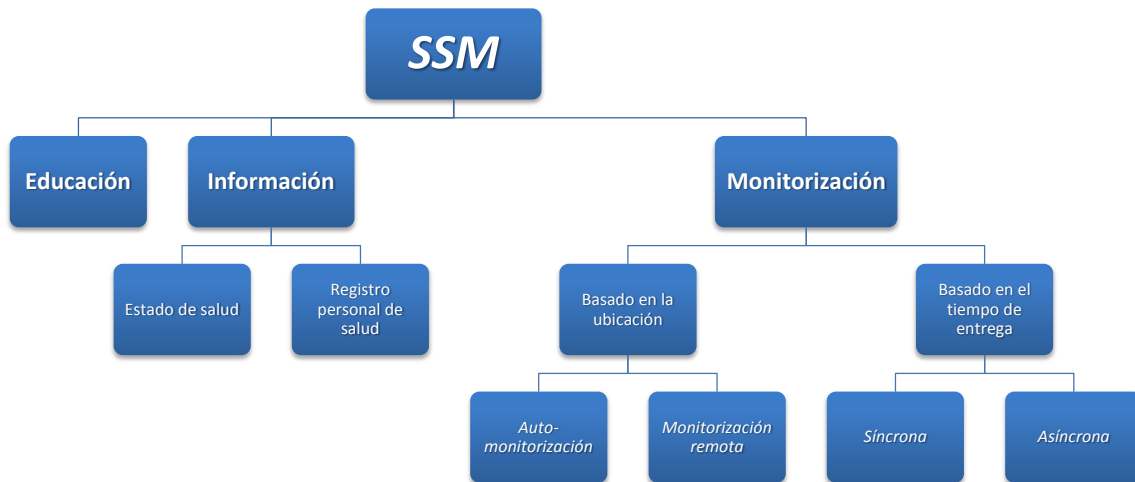 SSM
Educación
Información
Monitorización
Estado de salud
Registro
personal de
salud
Basado en la
ubicación
Basado en el
tiempo de
entrega
Auto-
monitorización
Monitorización
remota
Síncrona
Asíncrona